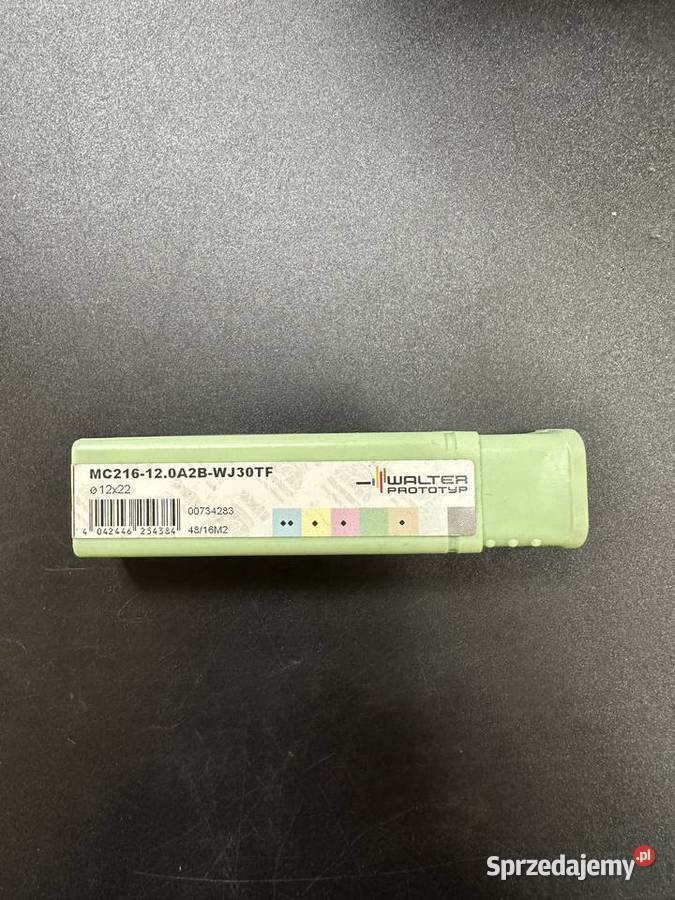 MC216-12.0A2B-WJ30TF
ø12x22
WALTER
PROTOTYP
00734283
4 042446 254384
48/16M2
Sprzedajemy.pl